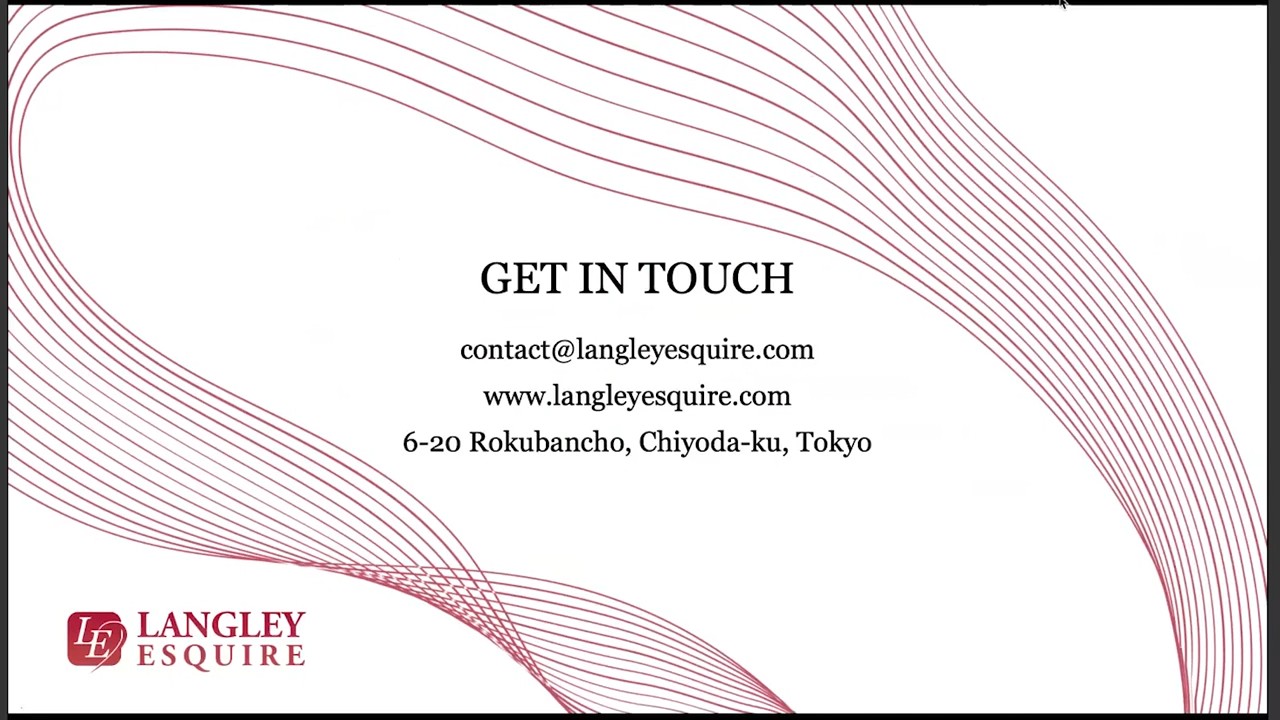 GET IN TOUCH
contact@langleyesquire.com
www.langleyesquire.com
6-20 Rokubancho, Chiyoda-ku, Tokyo
LE
LANGLEY
ESQUIRE